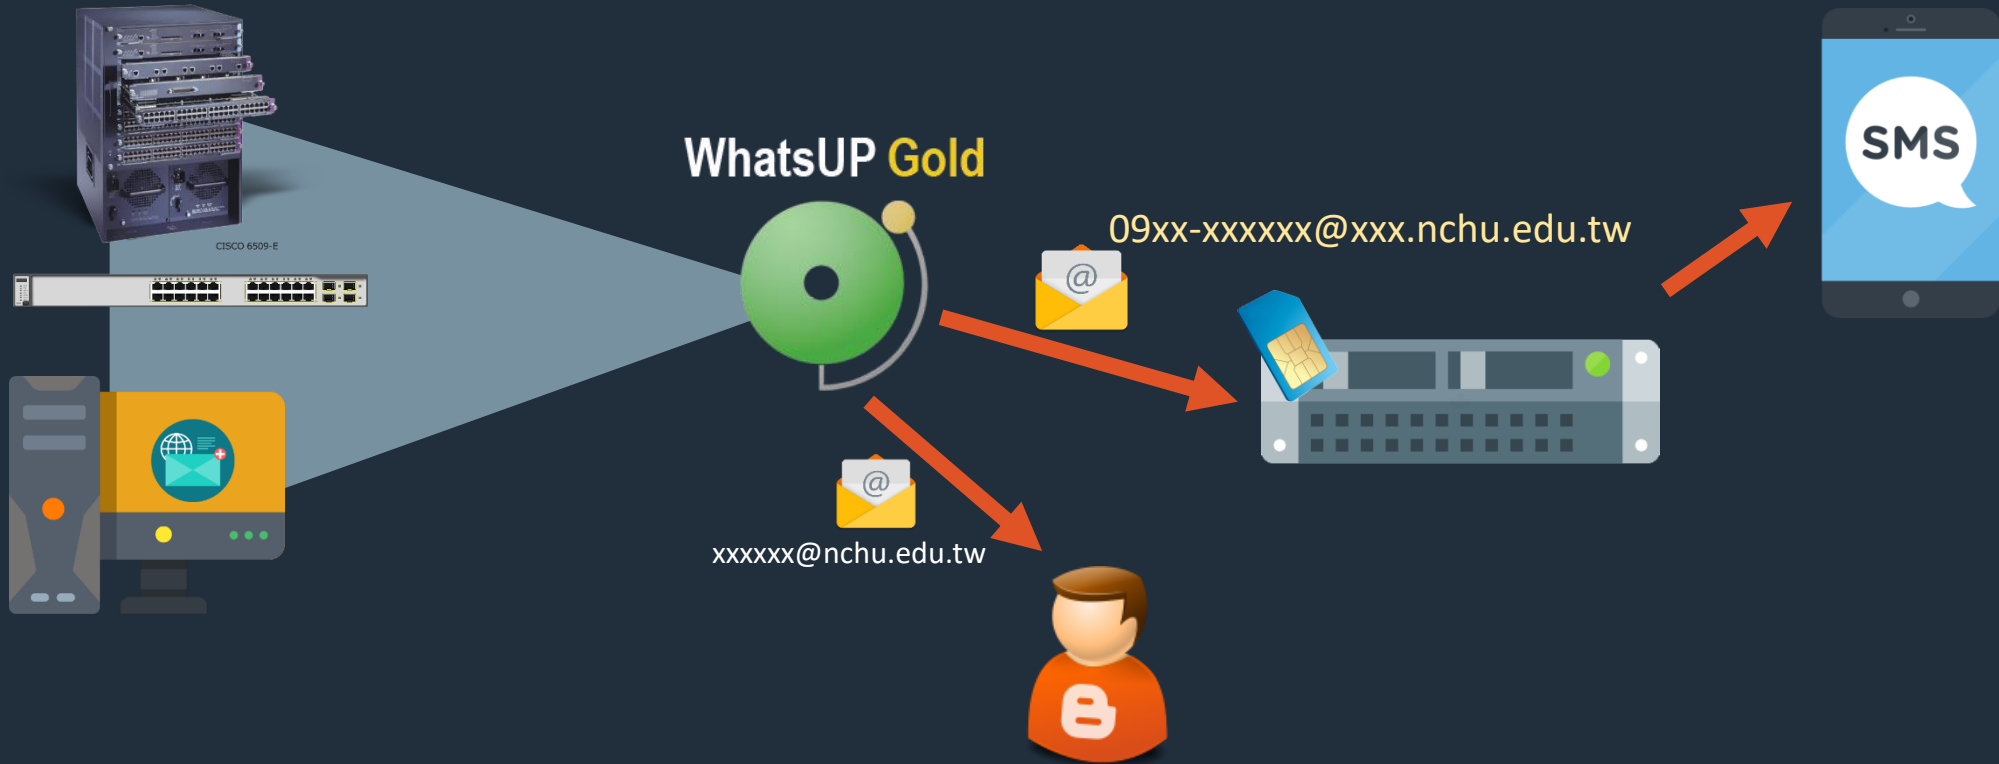 WhatsUP Gold
SMS
09xx-xxxxxx@xxx.nchu.edu.tw
CISCO 6509-E
@
@
xxxxxx@nchu.edu.tw